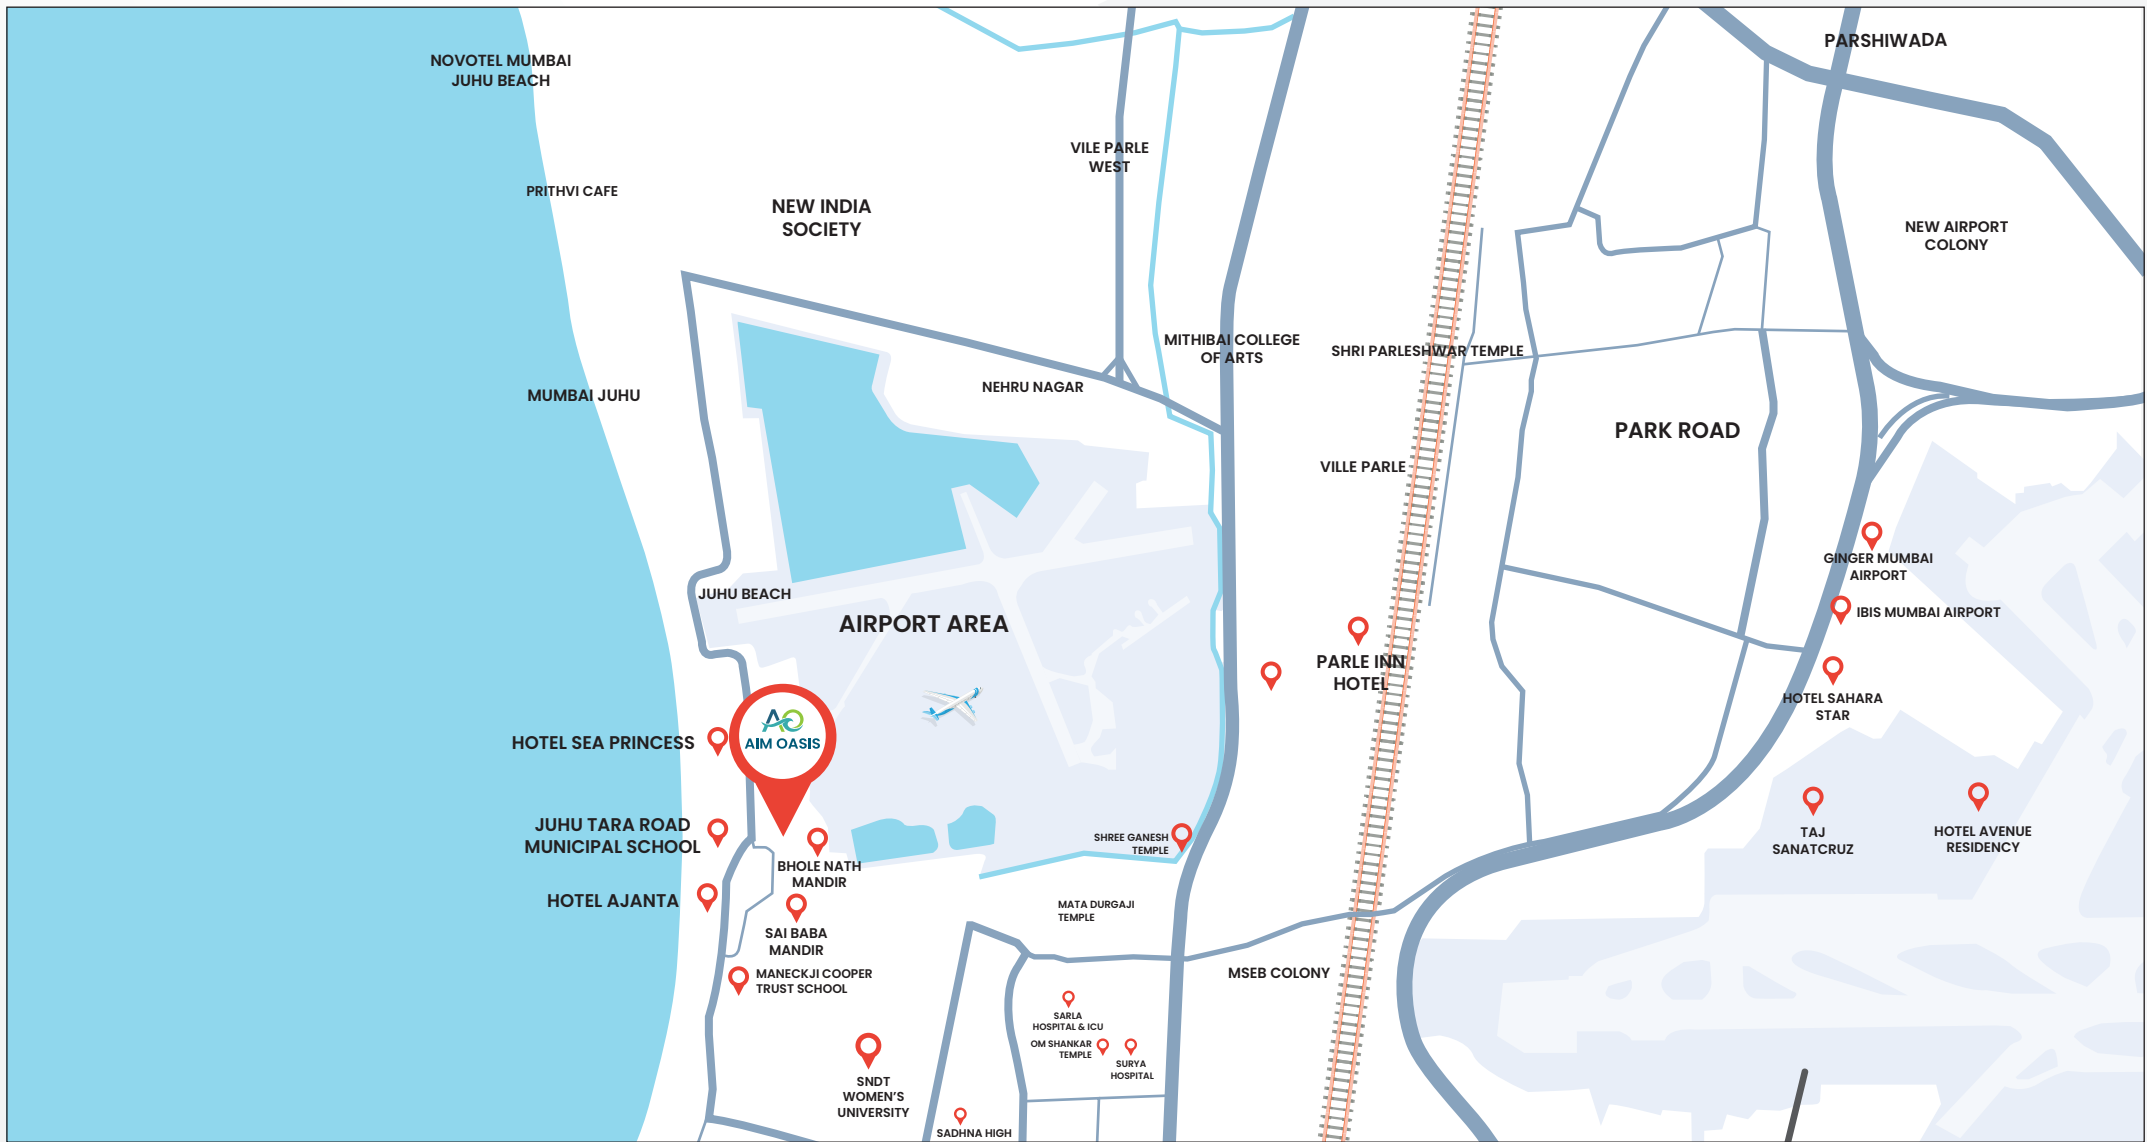 PARSHIWADA
NOVOTEL MUMBAI
JUHU BEACH
VILE PARLE
WEST
PRITHVI CAFE
NEW INDIA
SOCIETY
NEW AIRPORT
COLONY
MITHIBAI COLLEGE
OF ARTS
SHRI PARLESHWAR TEMPLE
NEHRU NAGAR
MUMBAI JUHU
PARK ROAD
VILLE PARLE
GINGER MUMBAI
AIRPORT
JUHU BEACH
IBIS MUMBAI AIRPORT
AIRPORT AREA
PARLE INN
HOTEL
HOTEL SAHARA
STAR
AO
AIM OASIS
HOTEL SEA PRINCESS
JUHU TARA ROAD
MUNICIPAL SCHOOL
SHREE GANESH
TEMPLE
TAJ
SANATCRUZ
HOTEL AVENUE
RESIDENCY
BHOLE NATH
MANDIR
HOTEL AJANTA
MATA DURGAJI
TEMPLE
SAI BABA
MANDIR
MANECKJI COOPER
TRUST SCHOOL
MSEB COLONY
SARLA
HOSPITAL & ICU
OM SHANKAR
TEMPLE
SURYA
HOSPITAL
SNDT
WOMEN'S
UNIVERSITY
SADHNA HIGH